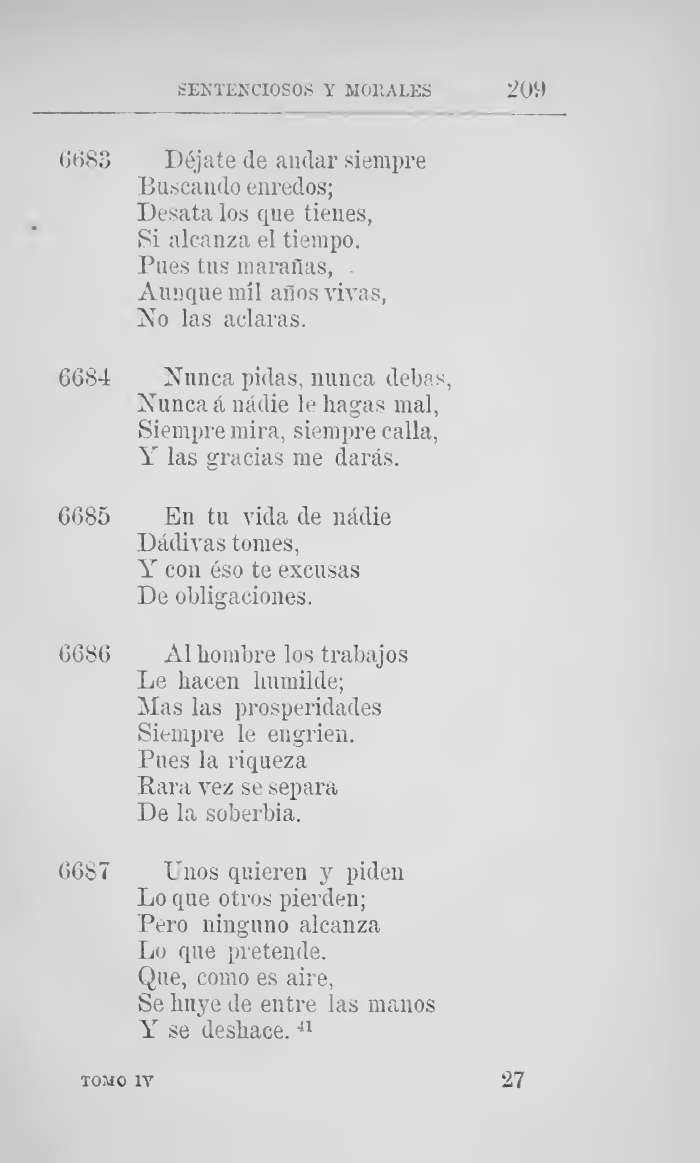 SENTENCIOSOS Y MORALES 209
6683 Déjate de andar siempre
Buscando enredos;
Desata los que tienes,
Si alcanza el tiempo.
Pues tus marañas,
Aunque mil años vivas,
No las aclaras.
6684 Nunca pidas, nunca debas,
Nunca á nádie le hagas mal,
Siempre mira, siempre calla,
Y las gracias me darás.
6685 En tu vida de nádie
Dádivas tomes,
Y con éso te excusas
De obligaciones.
6686 Al hombre los trabajos
Le hacen humilde;
Mas las prosperidades
Siempre le engrien.
Pues la riqueza
Rara vez se separa
De la soberbia.
6687 Unos quieren y piden
Lo que otros pierden;
Pero ninguno alcanza
Lo que pretende.
Que, como es aire,
Se huye de entre las manos
Y se deshace. 41
TOMO IV 27